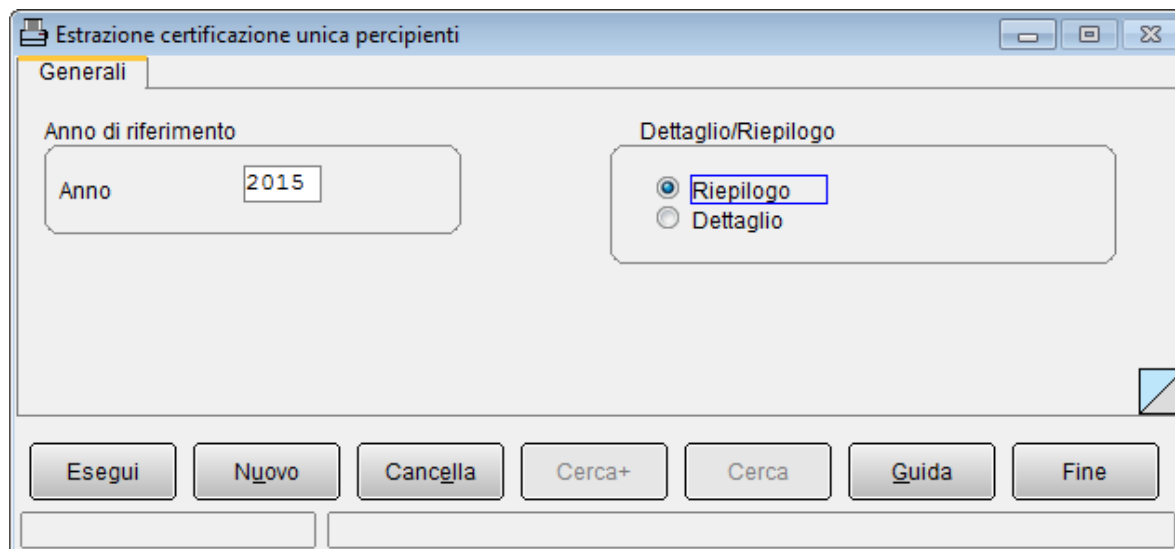 Estrazione certificazione unica percipienti
Generali
Anno di riferimento
Anno
2015
Dettaglio/Riepilogo
Riepilogo
Dettaglio
Esegui Nuovo Cancella Cerca+ Cerca Guida Fine